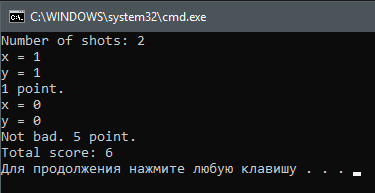 C:\WINDOWS\system32\cmd.exe
Number of shots: 2
x = 1
y = 1
1 point.
x = 0
y = 0
Not bad. 5 point.
Total score: 6
Для продолжения нажмите любую клавишу . . .